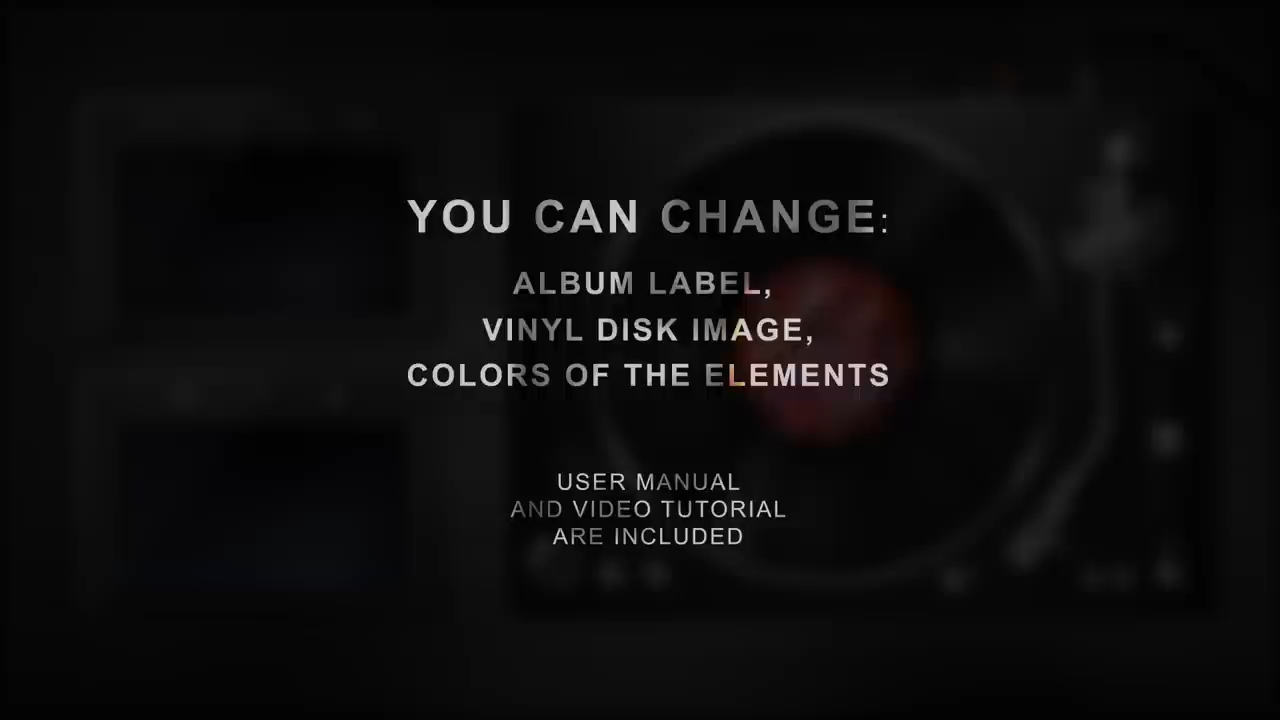 YOU CAN CHANGE:
ALBUM LABEL,
VINYL DISK IMAGE,
COLORS OF THE ELEMENTS
USER MANUAL
AND VIDEO TUTORIAL
ARE INCLUDED